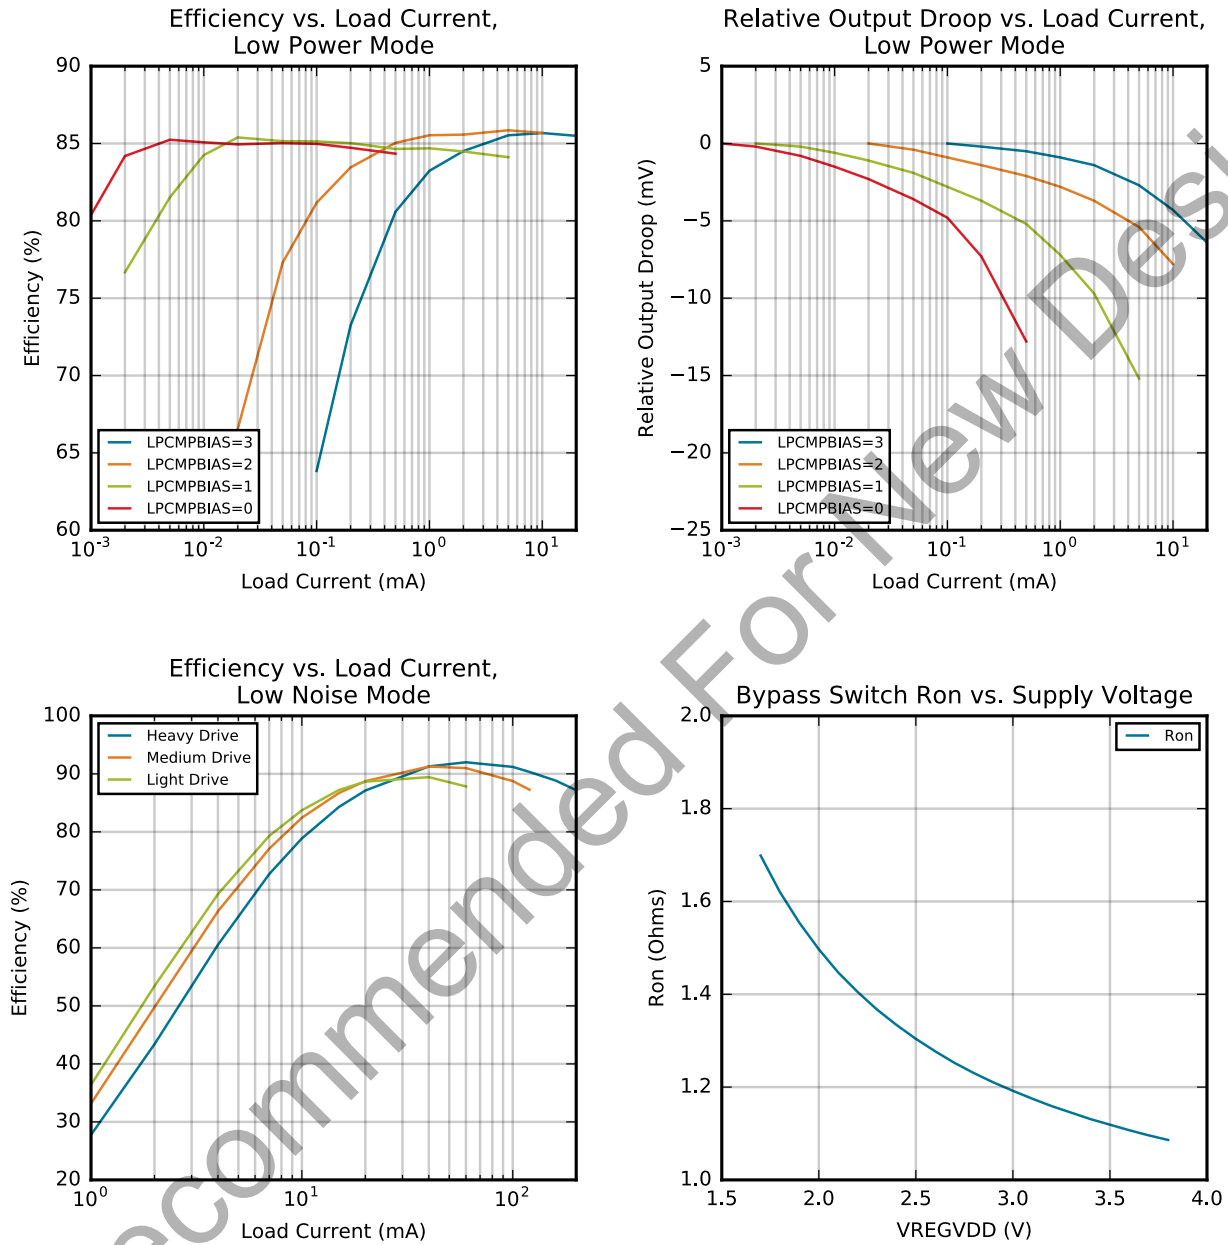 Efficiency vs. Load Current,
Low Power Mode
90
85
80
75
70
65
60
Efficiency (%)
LPCMPBIAS=3
LPCMPBIAS=2
LPCMPBIAS=1
LPCMPBIAS=0
10⁻³ 10⁻² 10⁻¹ 10⁰ 10¹
Load Current (mA)
Relative Output Droop vs. Load Current,
Low Power Mode
5
0
−5
−10
−15
−20
−25
Relative Output Droop (mV)
LPCMPBIAS=3
LPCMPBIAS=2
LPCMPBIAS=1
LPCMPBIAS=0
10⁻³ 10⁻² 10⁻¹ 10⁰ 10¹
Load Current (mA)
Efficiency vs. Load Current,
Low Noise Mode
100
90
80
70
60
50
40
30
20
Efficiency (%)
Heavy Drive
Medium Drive
Light Drive
10⁰ 10¹ 10²
Load Current (mA)
Bypass Switch Ron vs. Supply Voltage
2.0
1.8
1.6
1.4
1.2
1.0
Ron (Ohms)
Ron
1.5 2.0 2.5 3.0 3.5 4.0
VREGVDD (V)
ecommended For New Desi